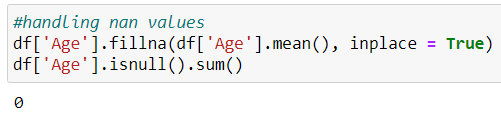 #handling nan values
df['Age'].fillna(df['Age'].mean(), inplace = True)
df['Age'].isnull().sum()
0